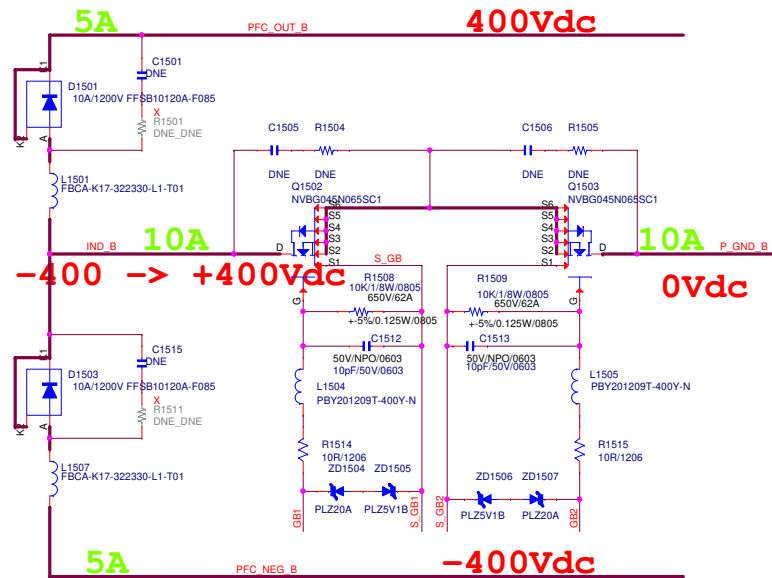 5A
400Vdc
PFC_OUT_B
K1
C1501
DNE
D1501
10A/1200V FFSB10120A-F085
X
R1501
DNE_DNE
A
C1505
R1504
C1506
R1505
L1501
FBCA-K17-322330-L1-T01
DNE
DNE
DNE
DNE
Q1502
NVBG045N065SC1
Q1503
NVBG045N065SC1
S6
S5
S4
S3
S2
S1
S6
S5
S4
S3
S2
S1
IND_B
10A
D
S_GB
D
10A
P_GND_B
-400 -> +400Vdc
0Vdc
R1508
10K/1/8W/0805
650V/62A
+-5%/0.125W/0805
R1509
10K/1/8W/0805
650V/62A
+-5%/0.125W/0805
G
G
C1512
50V/NPO/0603
10pF/50V/0603
C1513
50V/NPO/0603
10pF/50V/0603
K1
C1515
DNE
D1503
10A/1200V FFSB10120A-F085
X
R1511
DNE_DNE
A
L1504
PBY201209T-400Y-N
L1505
PBY201209T-400Y-N
L1507
FBCA-K17-322330-L1-T01
R1514
10R/1206
R1515
10R/1206
ZD1504
ZD1505
PLZ20A
PLZ5V1B
ZD1506
ZD1507
PLZ5V1B
PLZ20A
GB1
S_GB1
S_GB2
GB2
5A
PFC_NEG_B
-400Vdc